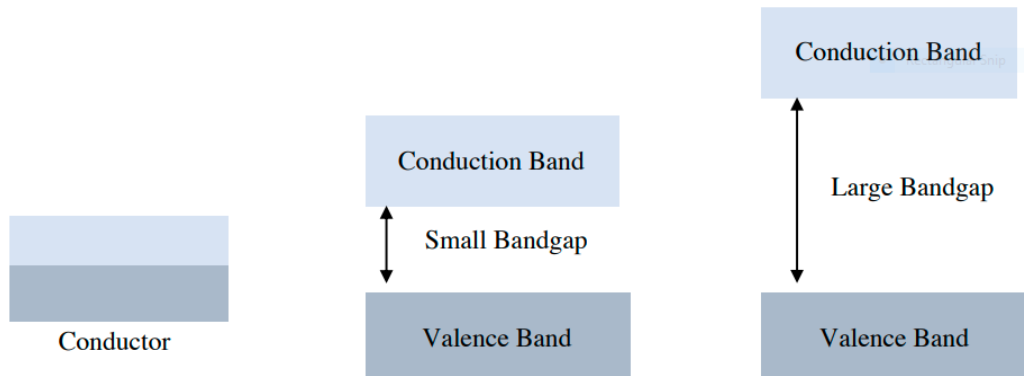 Conduction Band
Conduction Band
Large Bandgap
Small Bandgap
Valence Band
Valence Band
Conductor